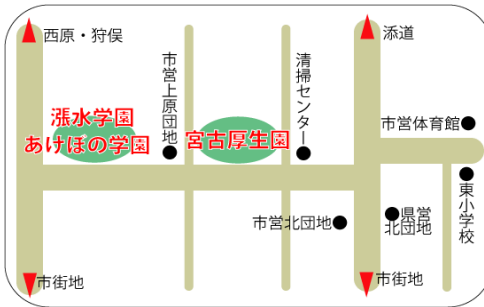 西原・狩俣
添道
市営上原団地
清掃センター
漲水学園
あけぼの学園
宮古厚生園
市営体育館
東小学校
市営北団地
県営
北団地
市街地
市街地